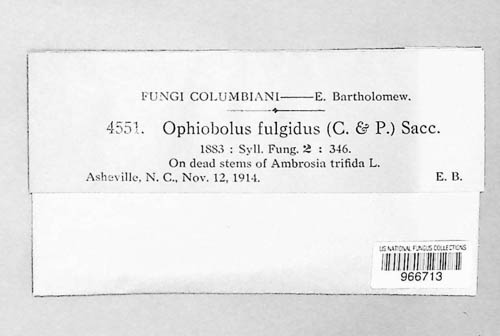 FUNGI COLUMBIANI——E. Bartholomew.
4551. Ophiobolus fulgidus (C. & P.) Sacc.
1883 : Syll. Fung. 2 : 346.
On dead stems of Ambrosia trifida L.
Asheville, N. C., Nov. 12, 1914. E. B.
US NATIONAL FUNGUS COLLECTIONS
966713